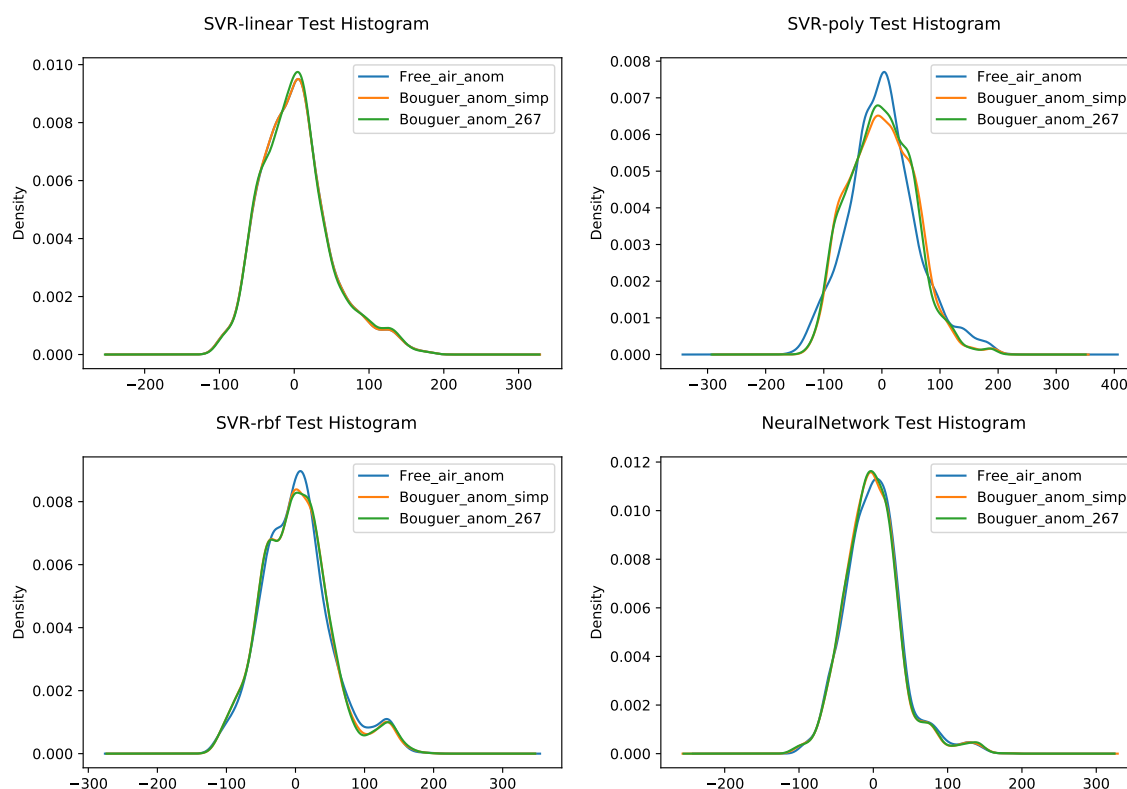 SVR-linear Test Histogram
Density
0.010
0.008
0.006
0.004
0.002
0.000
Free_air_anom
Bouguer_anom_simp
Bouguer_anom_267
−200
−100
0
100
200
300
SVR-poly Test Histogram
Density
0.008
0.007
0.006
0.005
0.004
0.003
0.002
0.001
0.000
Free_air_anom
Bouguer_anom_simp
Bouguer_anom_267
−300
−200
−100
0
100
200
300
400
SVR-rbf Test Histogram
Density
0.008
0.006
0.004
0.002
0.000
Free_air_anom
Bouguer_anom_simp
Bouguer_anom_267
−300
−200
−100
0
100
200
300
NeuralNetwork Test Histogram
Density
0.012
0.010
0.008
0.006
0.004
0.002
0.000
Free_air_anom
Bouguer_anom_simp
Bouguer_anom_267
−200
−100
0
100
200
300